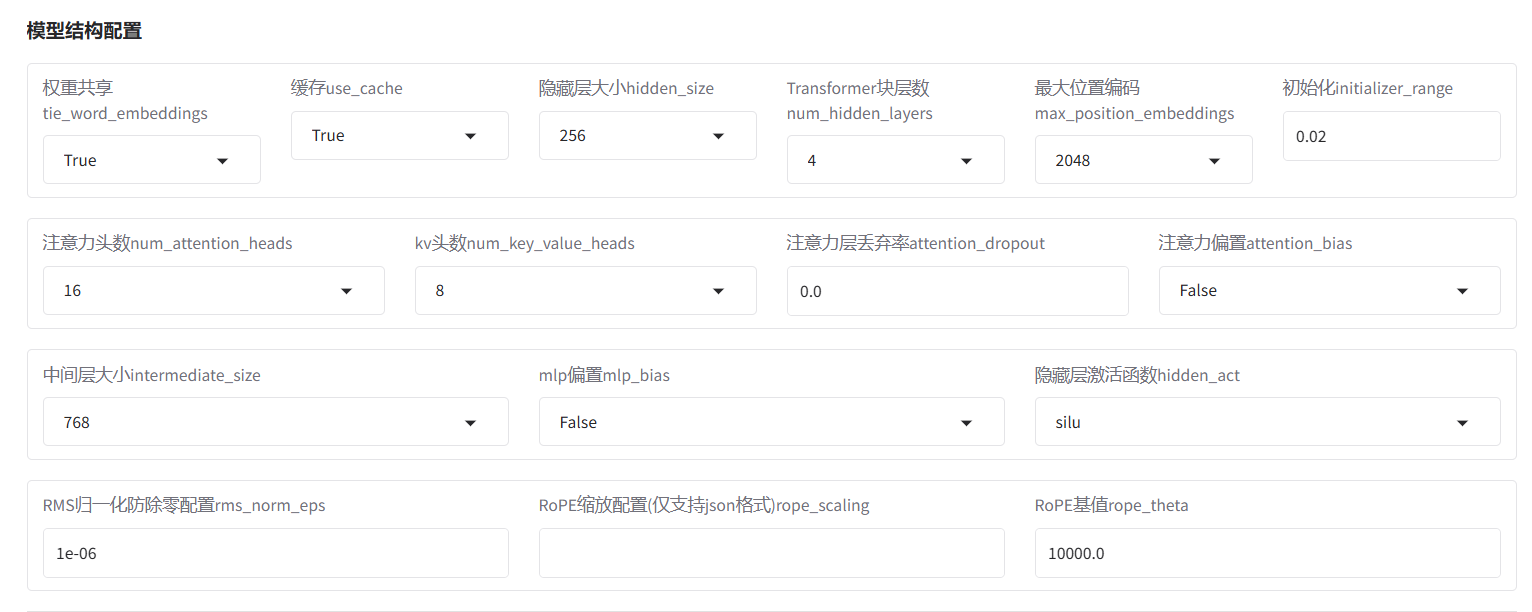 模型结构配置
权重共享
tie_word_embeddings
True
缓存use_cache
True
隐藏层大小hidden_size
256
Transformer块层数
num_hidden_layers
4
最大位置编码
max_position_embeddings
2048
初始化initializer_range
0.02
注意力头数num_attention_heads
16
kv头数num_key_value_heads
8
注意力层丢弃率attention_dropout
0.0
注意力偏置attention_bias
False
中间层大小intermediate_size
768
mlp偏置mlp_bias
False
隐藏层激活函数hidden_act
silu
RMS归一化防除零配置rms_norm_eps
1e-06
RoPE缩放配置(仅支持json格式)rope_scaling
RoPE基值rope_theta
10000.0